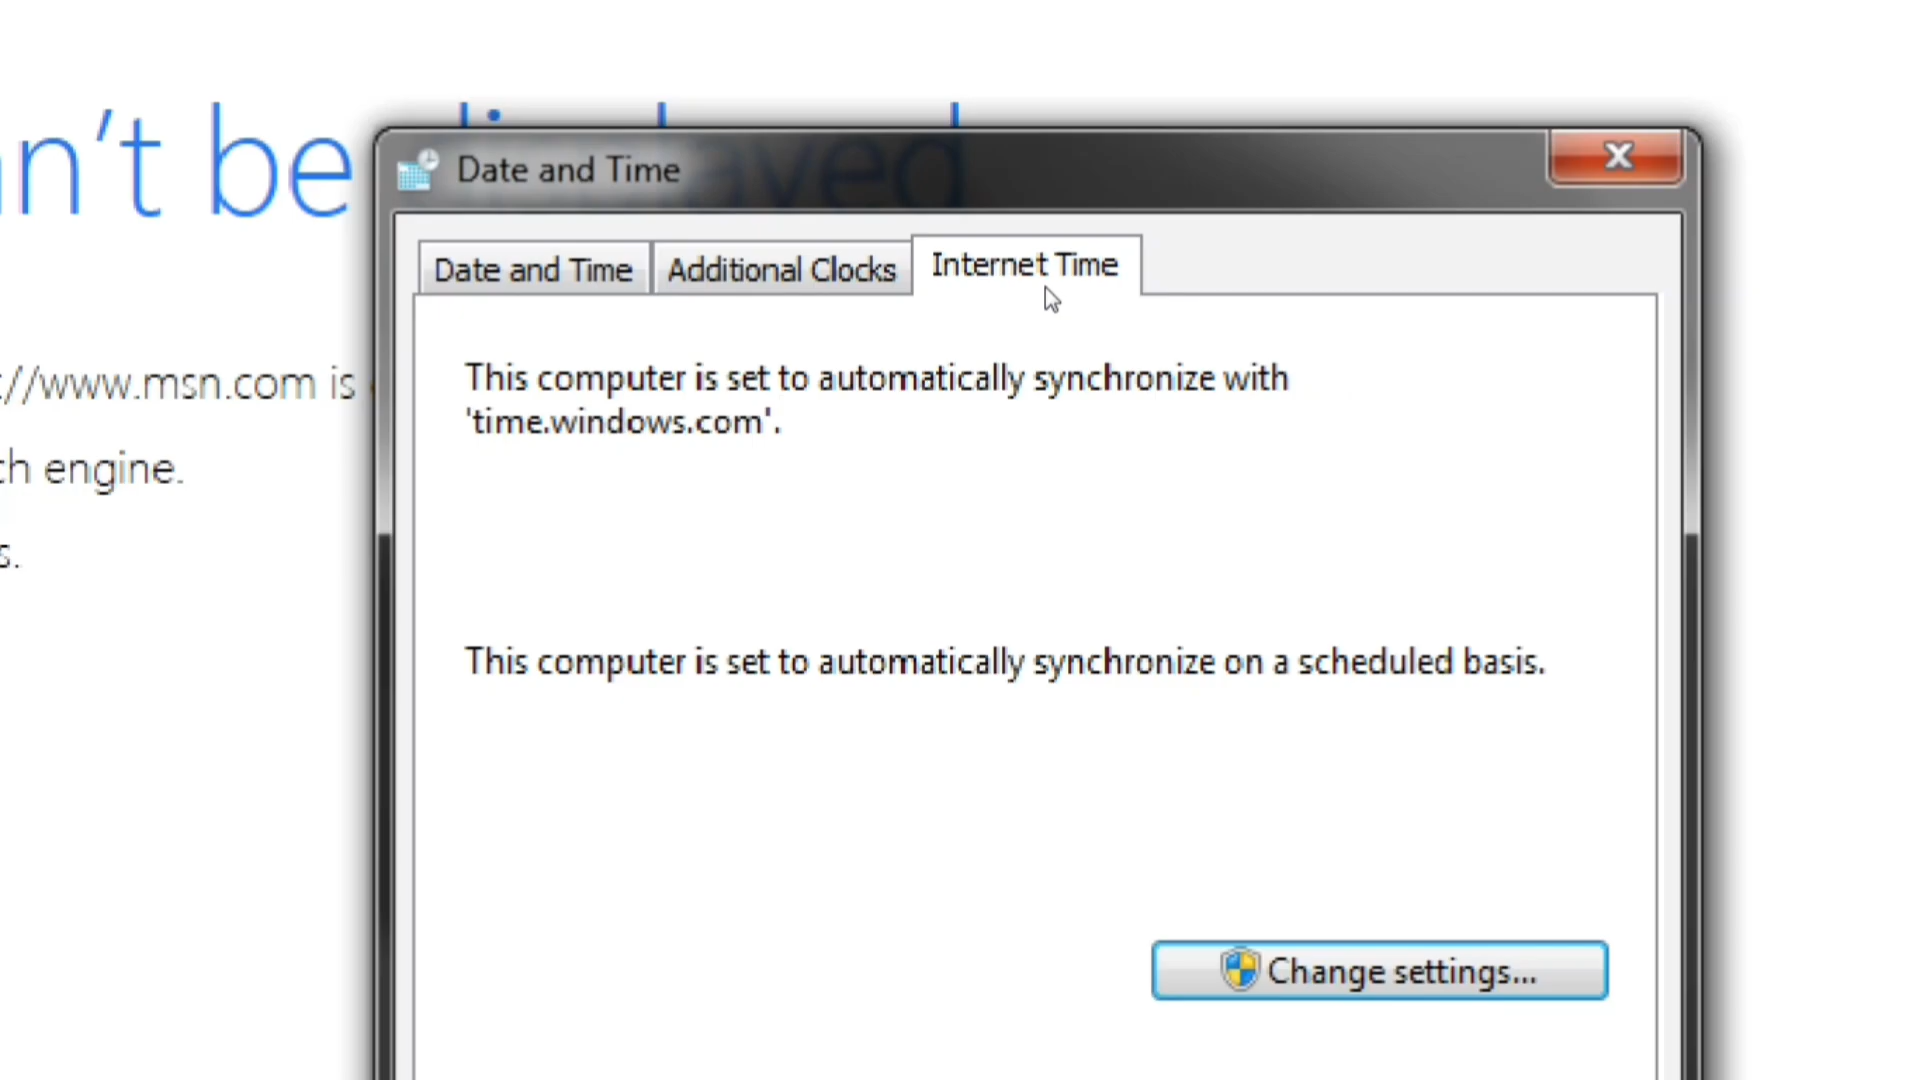 n't be
Date and Time
Date and Time
Additional Clocks
Internet Time
This computer is set to automatically synchronize with
'time.windows.com'.
//www.msn.com is
ch engine.
s.
This computer is set to automatically synchronize on a scheduled basis.
Change settings...